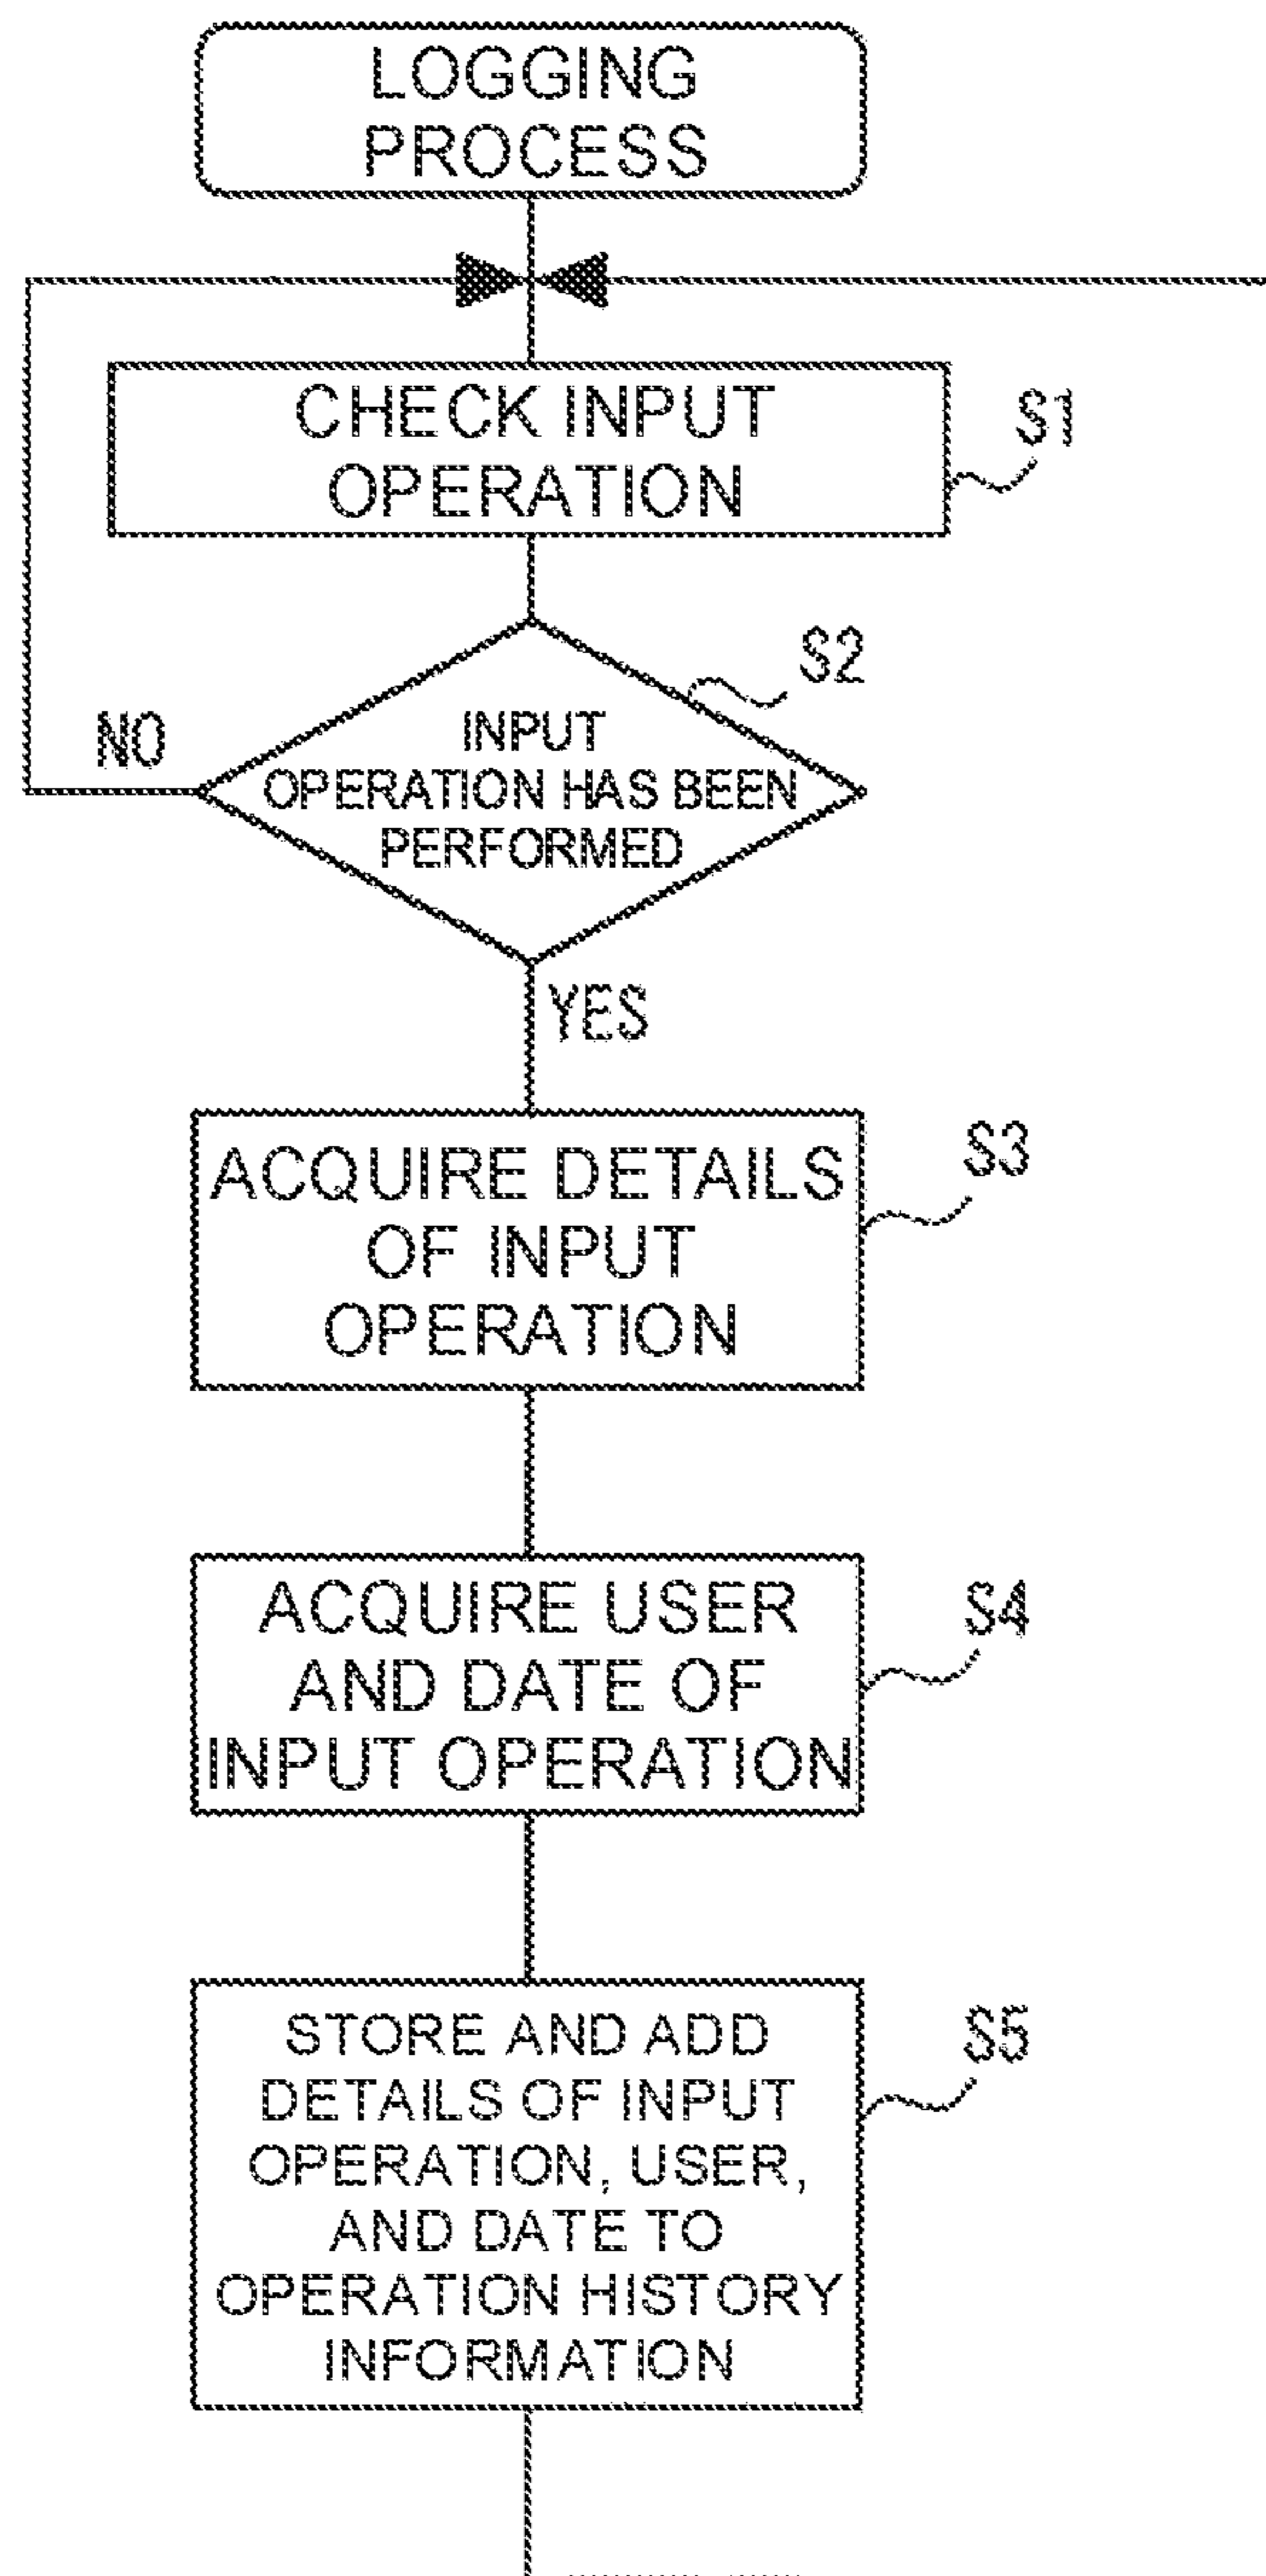 LOGGING
PROCESS
CHECK INPUT
OPERATION
S1
S2
NO
INPUT
OPERATION HAS BEEN
PERFORMED
YES
ACQUIRE DETAILS
OF INPUT
OPERATION
S3
ACQUIRE USER
AND DATE OF
INPUT OPERATION
S4
STORE AND ADD
DETAILS OF INPUT
OPERATION, USER,
AND DATE TO
OPERATION HISTORY
INFORMATION
S5